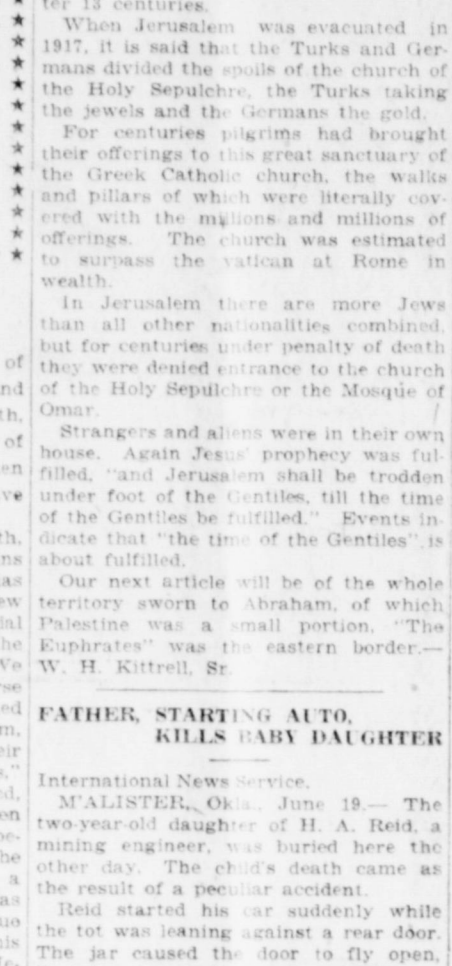 ter 13 centuries.
When Jerusalem was evacuated in
1917, it is said that the Turks and Ger-
mans divided the spoils of the church of
the Holy Sepulchre, the Turks taking
the jewels and the Germans the gold.
For centuries pilgrims had brought
their offerings to this great sanctuary of
the Greek Catholic church, the walks
and pillars of which were literally cov-
ered with the millions and millions of
offerings. The church was estimated
to surpass the vatican at Rome in
wealth.
In Jerusalem there are more Jews
than all other nationalities combined,
but for centuries under penalty of death
they were denied entrance to the church
of the Holy Sepulchre or the Mosque of
Omar.
Strangers and aliens were in their own
house. Again Jesus' prophecy was ful-
filled, "and Jerusalem shall be trodden
under foot of the Gentiles, till the time
of the Gentiles be fulfilled." Events in-
dicate that "the time of the Gentiles" is
about fulfilled.
Our next article will be of the whole
territory sworn to Abraham, of which
Palestine was a small portion, "The
Euphrates" was the eastern border.—
W. H. Kittrell, Sr.
FATHER, STARTING AUTO,
KILLS BABY DAUGHTER
International News Service.
M'ALISTER, Okla., June 19.— The
two-year-old daughter of H. A. Reid, a
mining engineer, was buried here the
other day. The child's death came as
the result of a peculiar accident.
Reid started his car suddenly while
the tot was leaning against a rear door.
The jar caused the door to fly open,